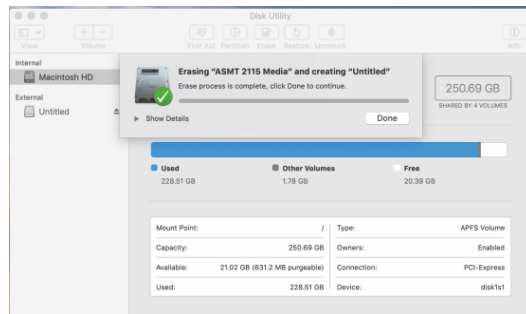 Disk Utility
View
Volume
First Aid Partition Erase Restore Unmount
Info
Internal
Macintosh HD
External
Untitled
Erasing “ASMT 2115 Media” and creating “Untitled”
Erase process is complete, click Done to continue.
Show Details
Done
250.69 GB
SHARED BY 4 VOLUMES
Used
228.51 GB
Other Volumes
1.78 GB
Free
20.39 GB
Mount Point: /
Type: APFS Volume
Capacity: 250.69 GB
Owners: Enabled
Available: 21.02 GB (631.2 MB purgeable)
Connection: PCI-Express
Used: 228.51 GB
Device: disk1s1